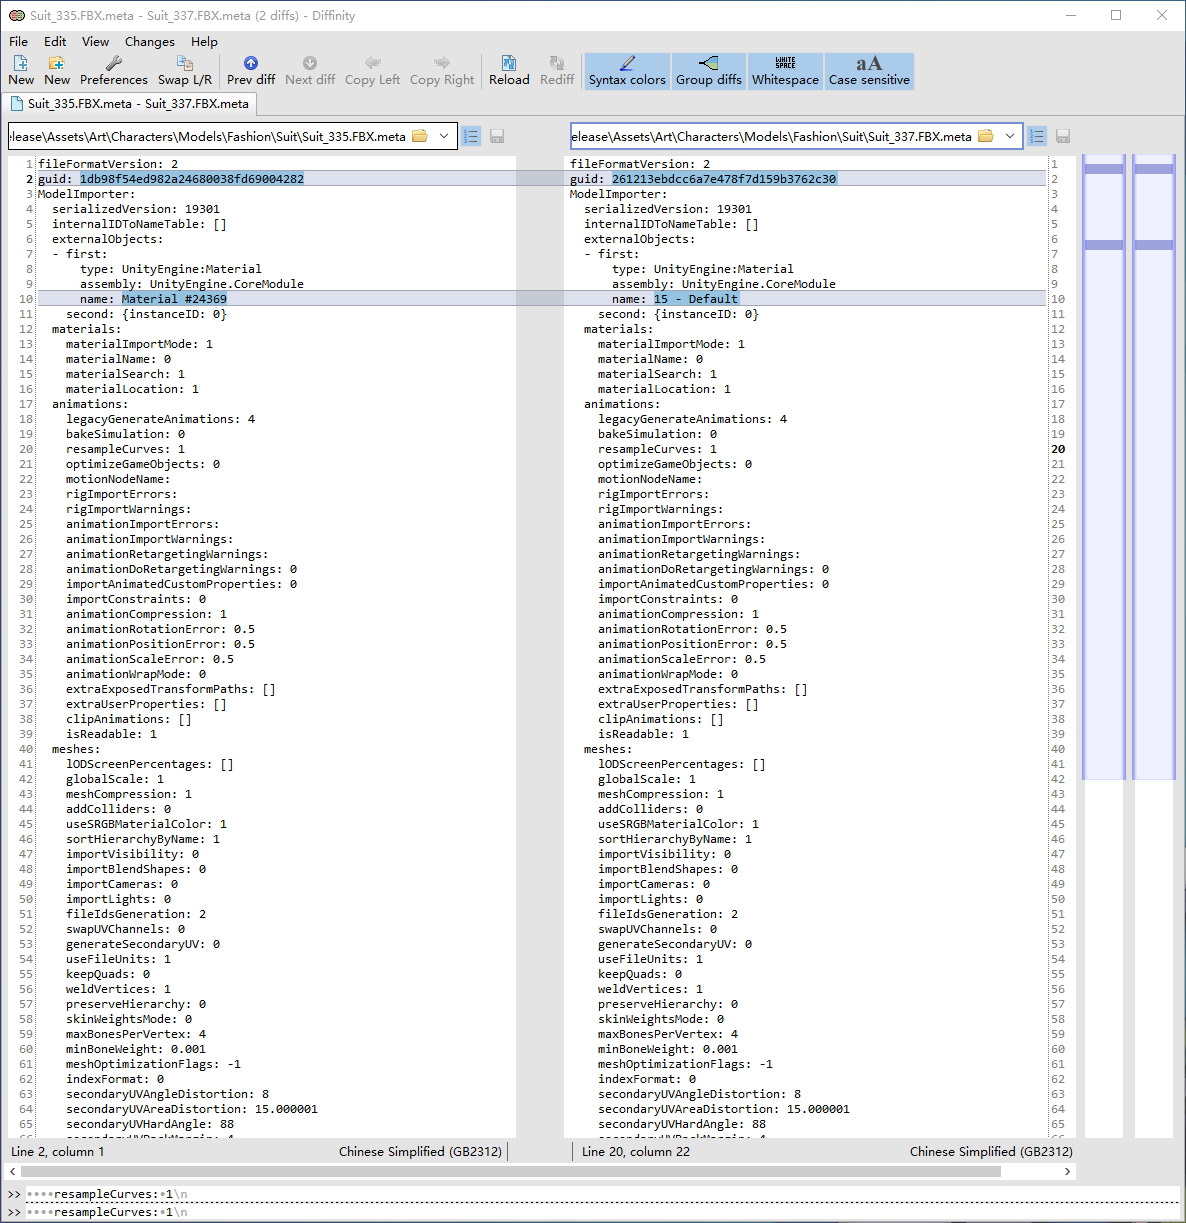 Suit_335.FBX.meta - Suit_337.FBX.meta (2 diffs) - Diffinity
File Edit View Changes Help
New New Preferences Swap L/R Prev diff Next diff Copy Left Copy Right Reload Rediff Syntax colors Group diffs WHITE SPACE Whitespace aA Case sensitive
Suit_335.FBX.meta - Suit_337.FBX.meta
elease\Assets\Art\Characters\Models\Fashion\Suit\Suit_335.FBX.meta
elease\Assets\Art\Characters\Models\Fashion\Suit\Suit_337.FBX.meta
1 fileFormatVersion: 2
2 guid: 1db98f54ed982a24680038fd69004282
3 ModelImporter:
4 serializedVersion: 19301
5 internalIDToNameTable: []
6 externalObjects:
7 - first:
8 type: UnityEngine:Material
9 assembly: UnityEngine.CoreModule
10 name: Material #24369
11 second: {instanceID: 0}
12 materials:
13 materialImportMode: 1
14 materialName: 0
15 materialSearch: 1
16 materialLocation: 1
17 animations:
18 legacyGenerateAnimations: 4
19 bakeSimulation: 0
20 resampleCurves: 1
21 optimizeGameObjects: 0
22 motionNodeName:
23 rigImportErrors:
24 rigImportWarnings:
25 animationImportErrors:
26 animationImportWarnings:
27 animationRetargetingWarnings:
28 animationDoRetargetingWarnings: 0
29 importAnimatedCustomProperties: 0
30 importConstraints: 0
31 animationCompression: 1
32 animationRotationError: 0.5
33 animationPositionError: 0.5
34 animationScaleError: 0.5
35 animationWrapMode: 0
36 extraExposedTransformPaths: []
37 extraUserProperties: []
38 clipAnimations: []
39 isReadable: 1
40 meshes:
41 lODScreenPercentages: []
42 globalScale: 1
43 meshCompression: 1
44 addColliders: 0
45 useSRGBMaterialColor: 1
46 sortHierarchyByName: 1
47 importVisibility: 0
48 importBlendShapes: 0
49 importCameras: 0
50 importLights: 0
51 fileIdsGeneration: 2
52 swapUVChannels: 0
53 generateSecondaryUV: 0
54 useFileUnits: 1
55 keepQuads: 0
56 weldVertices: 1
57 preserveHierarchy: 0
58 skinWeightsMode: 0
59 maxBonesPerVertex: 4
60 minBoneWeight: 0.001
61 meshOptimizationFlags: -1
62 indexFormat: 0
63 secondaryUVAngleDistortion: 8
64 secondaryUVAreaDistortion: 15.000001
65 secondaryUVHardAngle: 88
fileFormatVersion: 2 1
guid: 261213ebdcc6a7e478f7d159b3762c30 2
ModelImporter: 3
serializedVersion: 19301 4
internalIDToNameTable: [] 5
externalObjects: 6
- first: 7
type: UnityEngine:Material 8
assembly: UnityEngine.CoreModule 9
name: 15 - Default 10
second: {instanceID: 0} 11
materials: 12
materialImportMode: 1 13
materialName: 0 14
materialSearch: 1 15
materialLocation: 1 16
animations: 17
legacyGenerateAnimations: 4 18
bakeSimulation: 0 19
resampleCurves: 1 20
optimizeGameObjects: 0 21
motionNodeName: 22
rigImportErrors: 23
rigImportWarnings: 24
animationImportErrors: 25
animationImportWarnings: 26
animationRetargetingWarnings: 27
animationDoRetargetingWarnings: 0 28
importAnimatedCustomProperties: 0 29
importConstraints: 0 30
animationCompression: 1 31
animationRotationError: 0.5 32
animationPositionError: 0.5 33
animationScaleError: 0.5 34
animationWrapMode: 0 35
extraExposedTransformPaths: [] 36
extraUserProperties: [] 37
clipAnimations: [] 38
isReadable: 1 39
meshes: 40
lODScreenPercentages: [] 41
globalScale: 1 42
meshCompression: 1 43
addColliders: 0 44
useSRGBMaterialColor: 1 45
sortHierarchyByName: 1 46
importVisibility: 0 47
importBlendShapes: 0 48
importCameras: 0 49
importLights: 0 50
fileIdsGeneration: 2 51
swapUVChannels: 0 52
generateSecondaryUV: 0 53
useFileUnits: 1 54
keepQuads: 0 55
weldVertices: 1 56
preserveHierarchy: 0 57
skinWeightsMode: 0 58
maxBonesPerVertex: 4 59
minBoneWeight: 0.001 60
meshOptimizationFlags: -1 61
indexFormat: 0 62
secondaryUVAngleDistortion: 8 63
secondaryUVAreaDistortion: 15.000001 64
secondaryUVHardAngle: 88 65
Line 2, column 1 Chinese Simplified (GB2312)
Line 20, column 22 Chinese Simplified (GB2312)
>> ····resampleCurves:·1\n
>> ····resampleCurves:·1\n